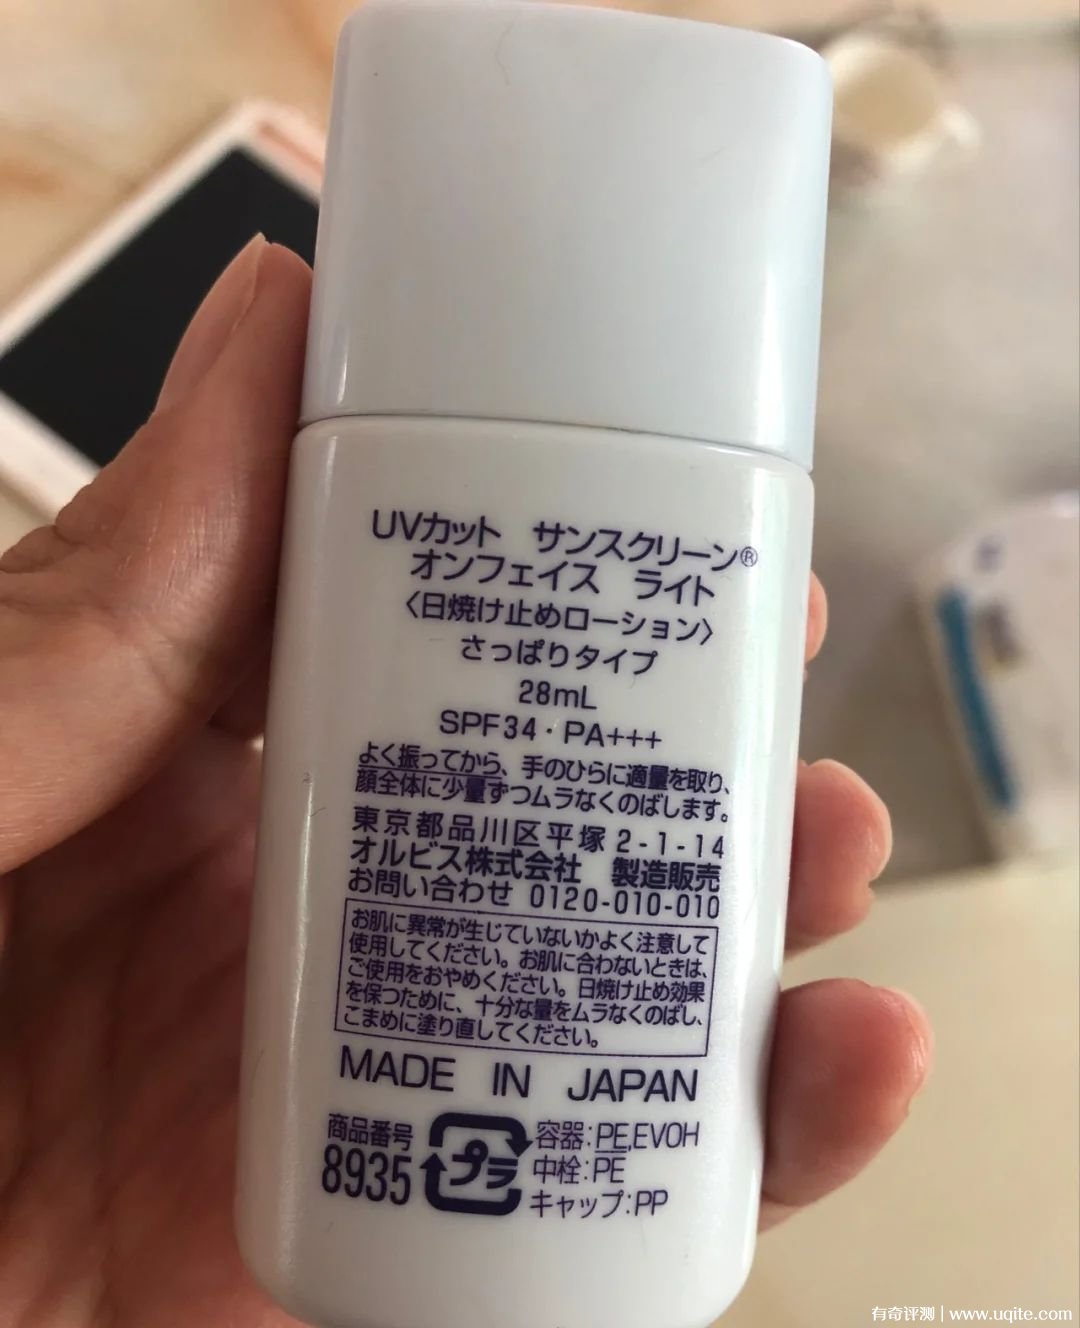 UVカット　サンスクリーン®
オンフェイス　ライト
〈日焼け止めローション〉
さっぱりタイプ
28mL
SPF34・PA+++
よく振ってから、手のひらに適量を取り、
顔全体に少量ずつムラなくのばします。
東京都品川区平塚2-1-14
オルビス株式会社　製造販売
お問い合わせ 0120-010-010
お肌に異常が生じていないかよく注意して
使用してください。お肌に合わないときは、
ご使用をおやめください。日焼け止め効果
を保つために、十分な量をムラなくのばし、
こまめに塗り直してください。
MADE IN JAPAN
商品番号
8935
プラ
容器:PE,EVOH
中栓:PE
キャップ:PP
有奇评测 | www.uqite.com